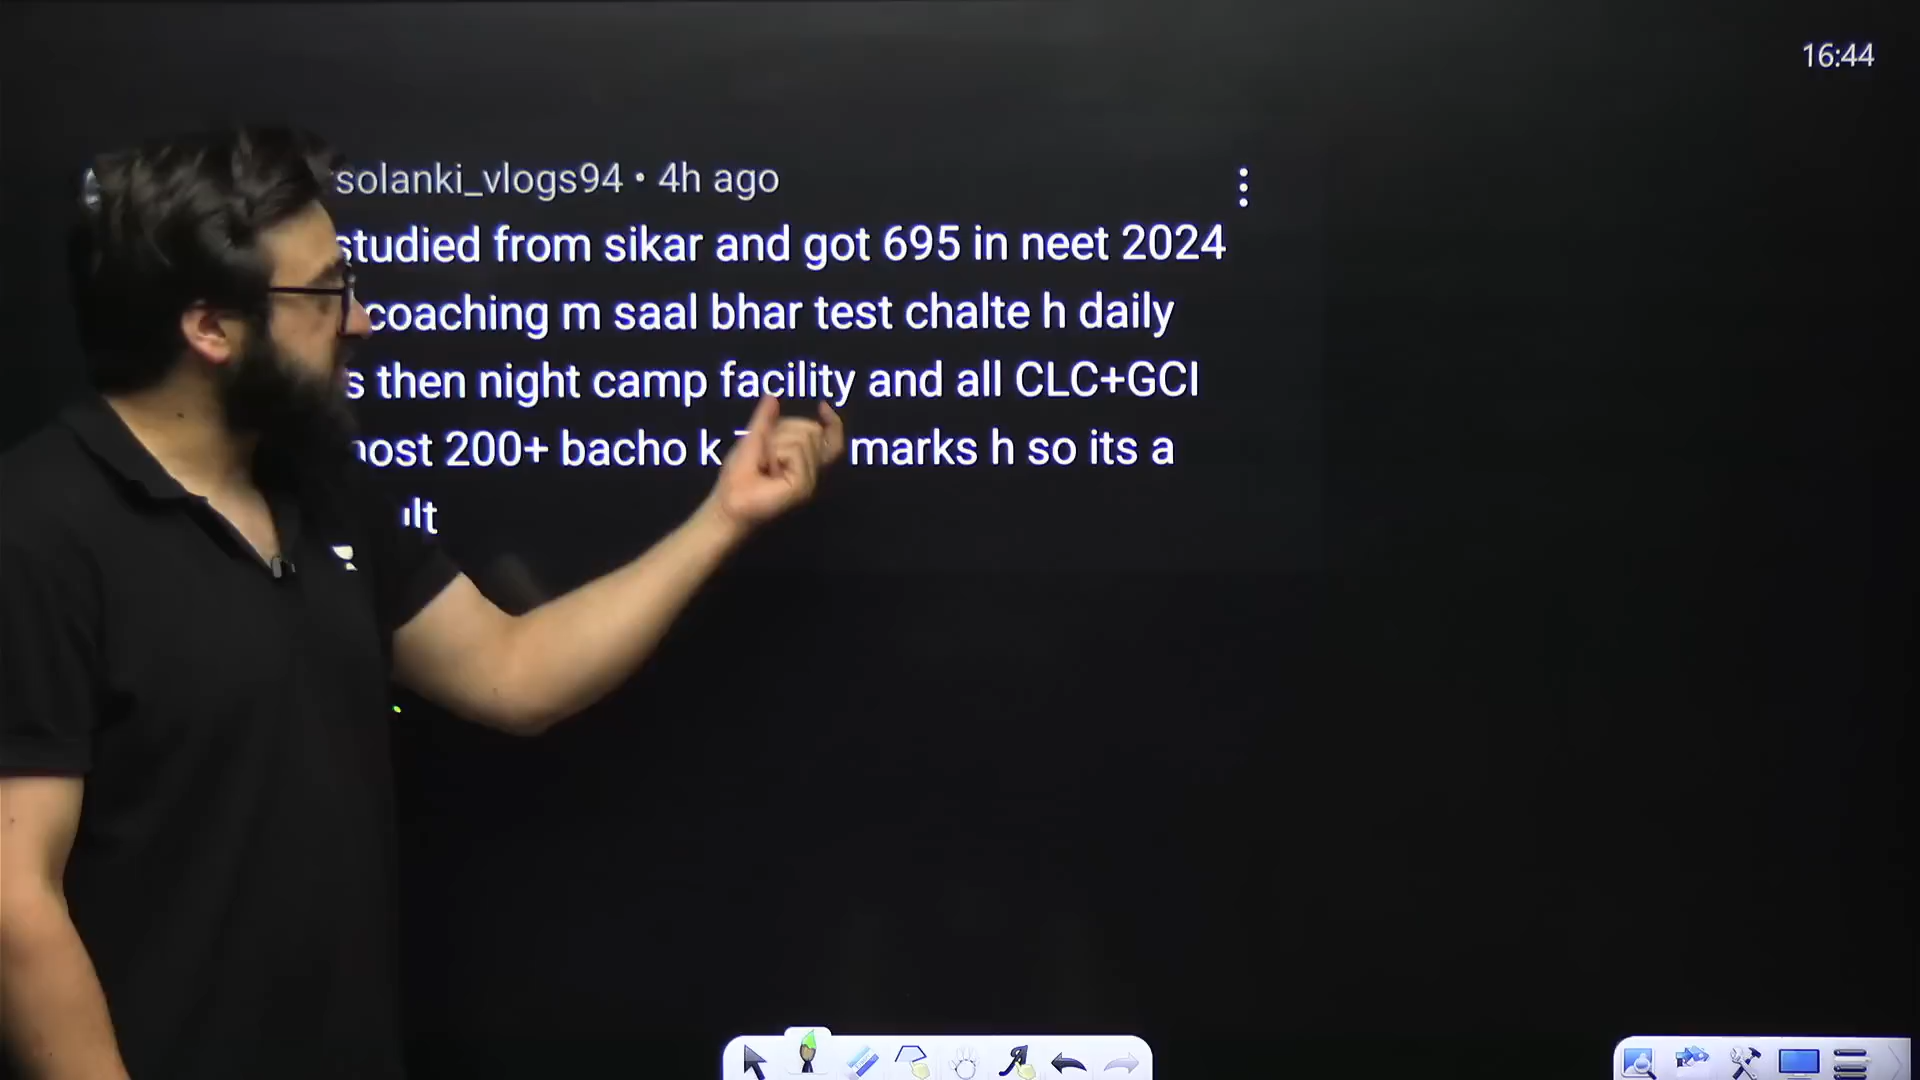 16:44
rsolanki_vlogs94 • 4h ago
studied from sikar and got 695 in neet 2024
coaching m saal bhar test chalte h daily
then night camp facility and all CLC+GCI
200+ bacho k marks h so its a